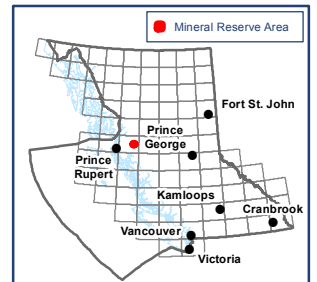 Mineral Reserve Area
Fort St. John
Prince
George
Prince
Rupert
Kamloops
Cranbrook
Vancouver
Victoria